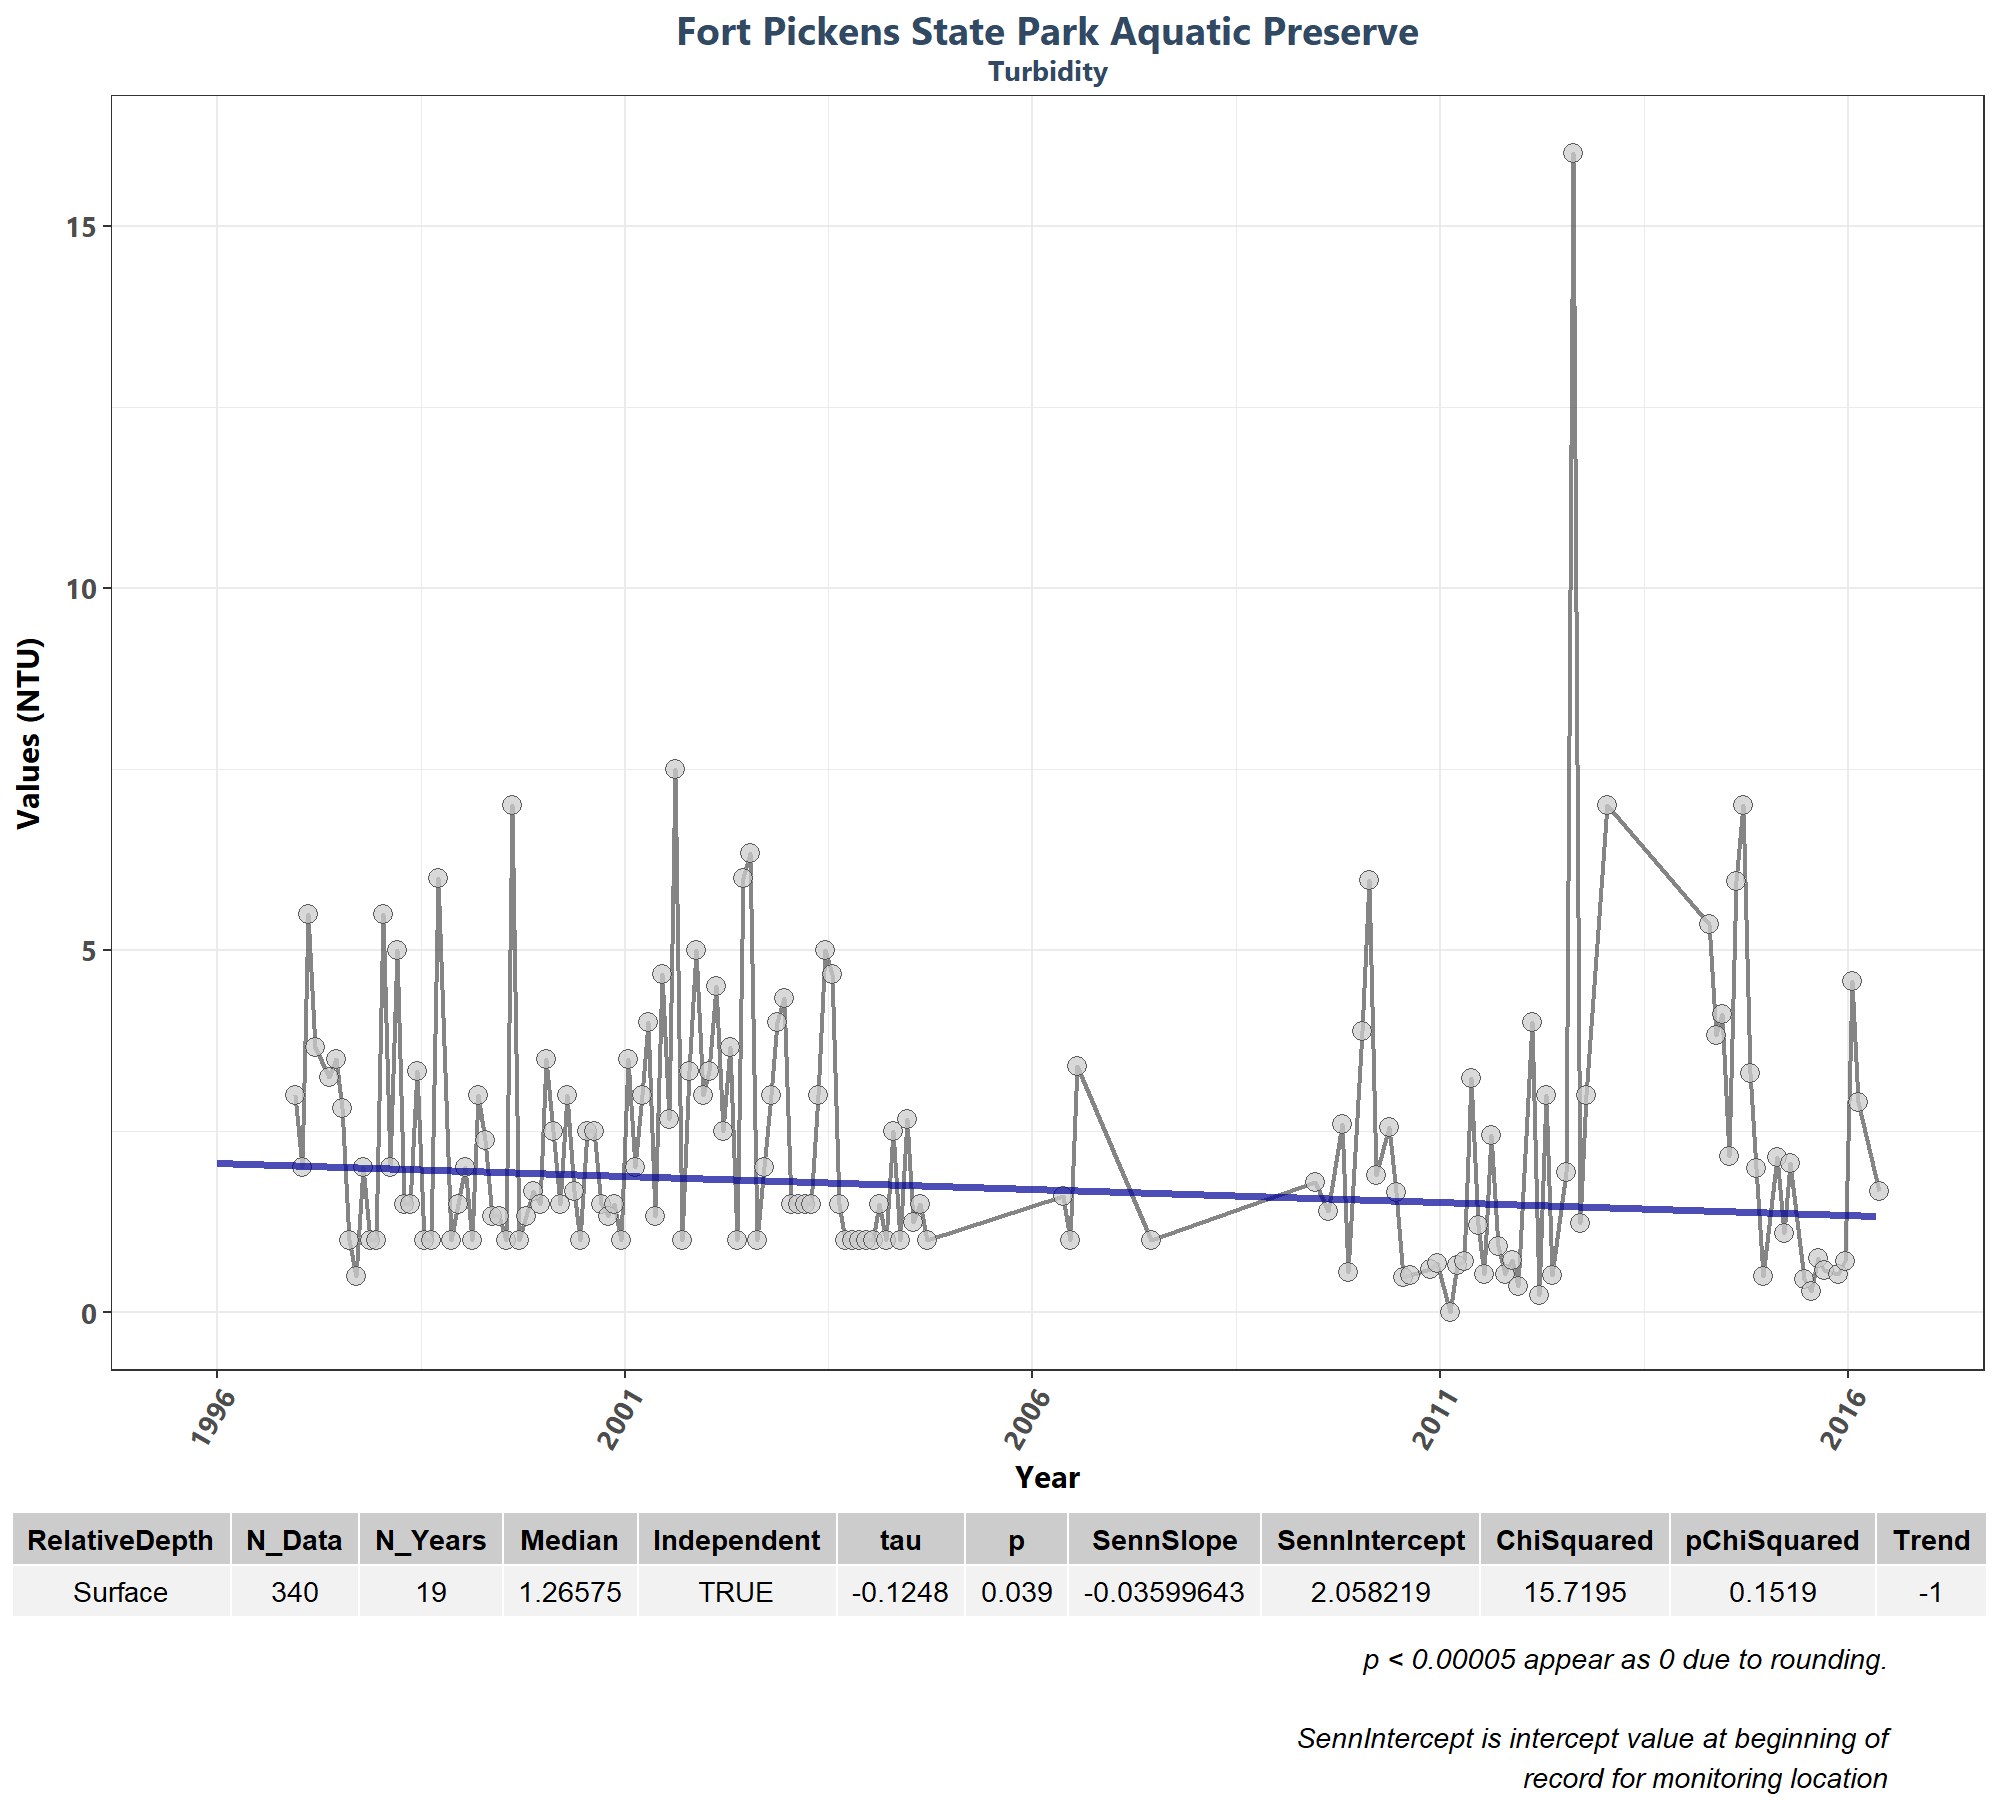 Fort Pickens State Park Aquatic Preserve
Turbidity
Values (NTU)
15
10
5
0
1996 2001 2006 2011 2016
Year
RelativeDepth N_Data N_Years Median Independent tau p SennSlope SennIntercept ChiSquared pChiSquared Trend
Surface 340 19 1.26575 TRUE -0.1248 0.039 -0.03599643 2.058219 15.7195 0.1519 -1
p < 0.00005 appear as 0 due to rounding.
SennIntercept is intercept value at beginning of
record for monitoring location